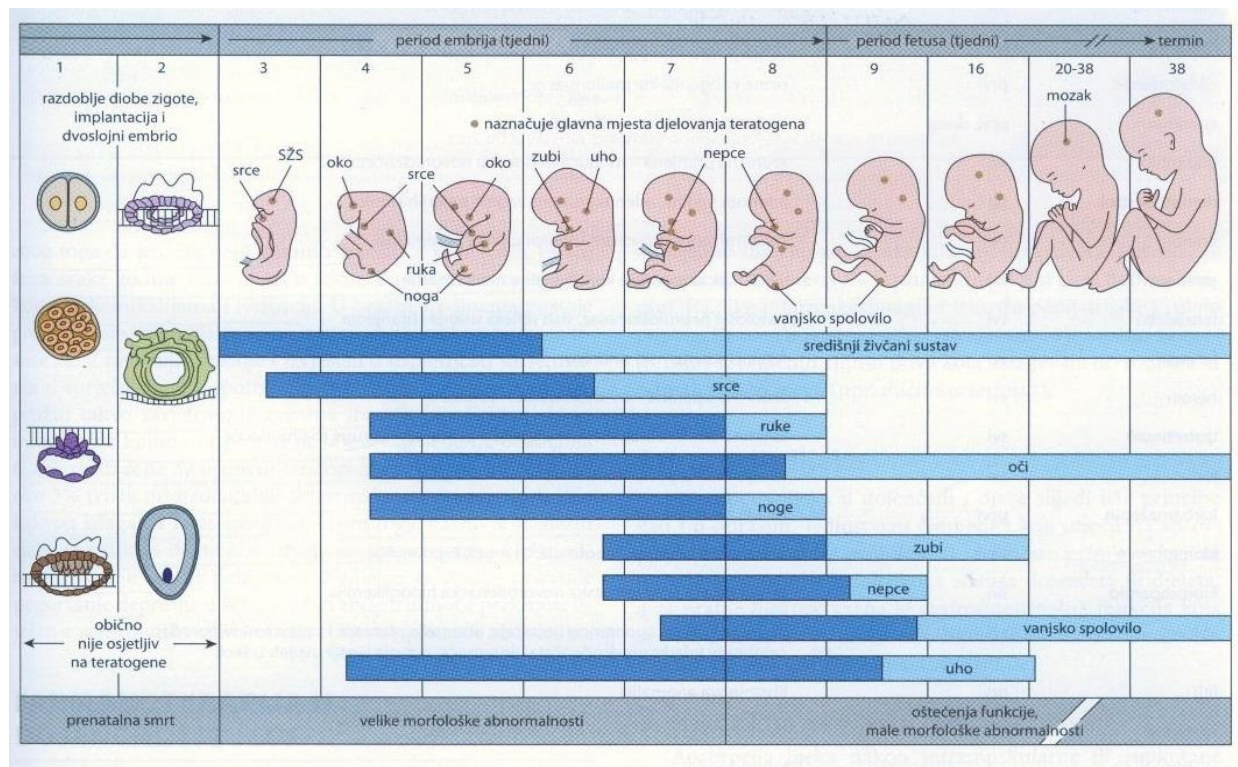 period embrija (tjedni)
period fetusa (tjedni)
termin
1
2
3
4
5
6
7
8
9
16
20-38
38
razdoblje diobe zigote,
implantacija i
dvoslojni embrio
naznačuje glavna mjesta djelovanja teratogena
mozak
srce
SŽS
oko
srce
oko
zubi
uho
nepce
ruka
noga
vanjsko spolovilo
središnji živčani sustav
srce
ruke
oči
noge
zubi
nepce
vanjsko spolovilo
uho
obično
nije osjetljiv
na teratogene
prenatalna smrt
velike morfološke abnormalnosti
oštećenja funkcije,
male morfološke abnormalnosti